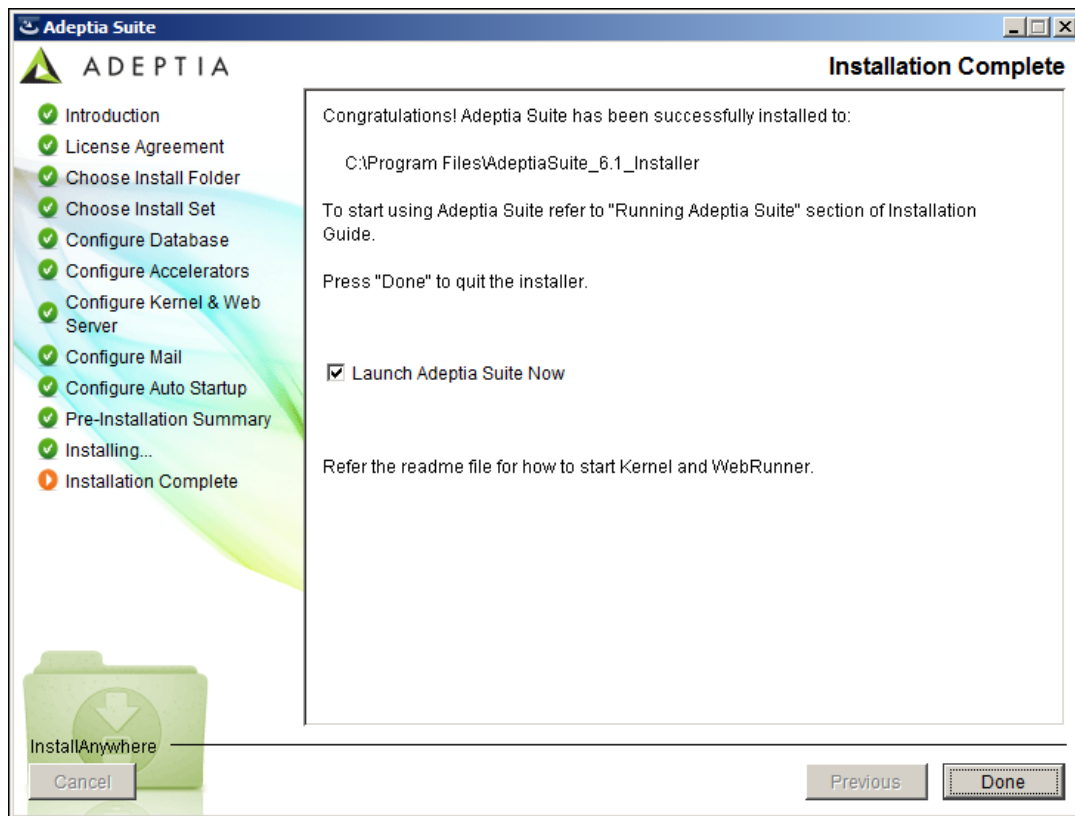 Adeptia Suite
ADEPTIA
Installation Complete
Introduction
License Agreement
Choose Install Folder
Choose Install Set
Configure Database
Configure Accelerators
Configure Kernel & Web
Server
Configure Mail
Configure Auto Startup
Pre-Installation Summary
Installing...
Installation Complete
Congratulations! Adeptia Suite has been successfully installed to:
C:\Program Files\AdeptiaSuite_6.1_Installer
To start using Adeptia Suite refer to "Running Adeptia Suite" section of Installation
Guide.
Press "Done" to quit the installer.
Launch Adeptia Suite Now
Refer the readme file for how to start Kernel and WebRunner.
InstallAnywhere
Cancel
Previous
Done